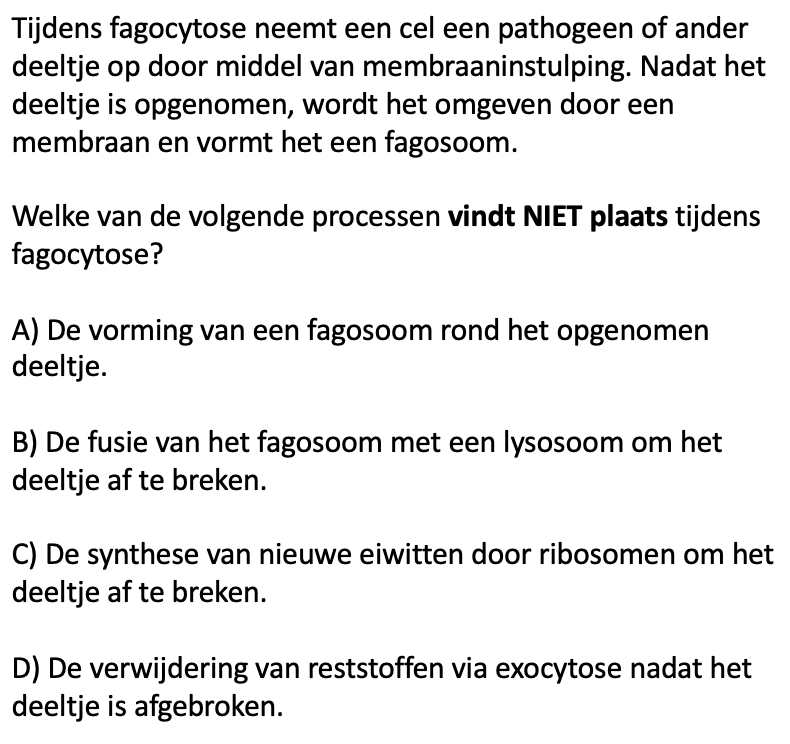 Tijdens fagocytose neemt een cel een pathogeen of ander
deeltje op door middel van membraaninstulping. Nadat het
deeltje is opgenomen, wordt het omgeven door een
membraan en vormt het een fagosoom.
Welke van de volgende processen vindt NIET plaats tijdens
fagocytose?
A) De vorming van een fagosoom rond het opgenomen
deeltje.
B) De fusie van het fagosoom met een lysosoom om het
deeltje af te breken.
C) De synthese van nieuwe eiwitten door ribosomen om het
deeltje af te breken.
D) De verwijdering van reststoffen via exocytose nadat het
deeltje is afgebroken.